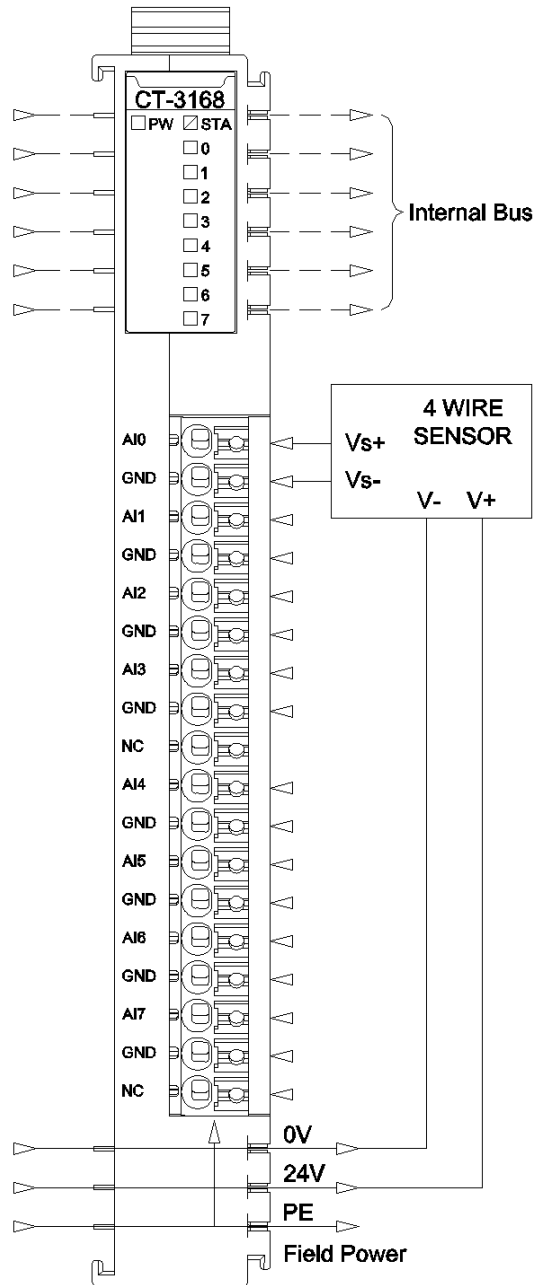 CT-3168
PW STA
0
1
2
3
4
5
6
7
Internal Bus
4 WIRE
SENSOR
Vs+
Vs-
V- V+
AI0
GND
AI1
GND
AI2
GND
AI3
GND
NC
AI4
GND
AI5
GND
AI6
GND
AI7
GND
NC
0V
24V
PE
Field Power